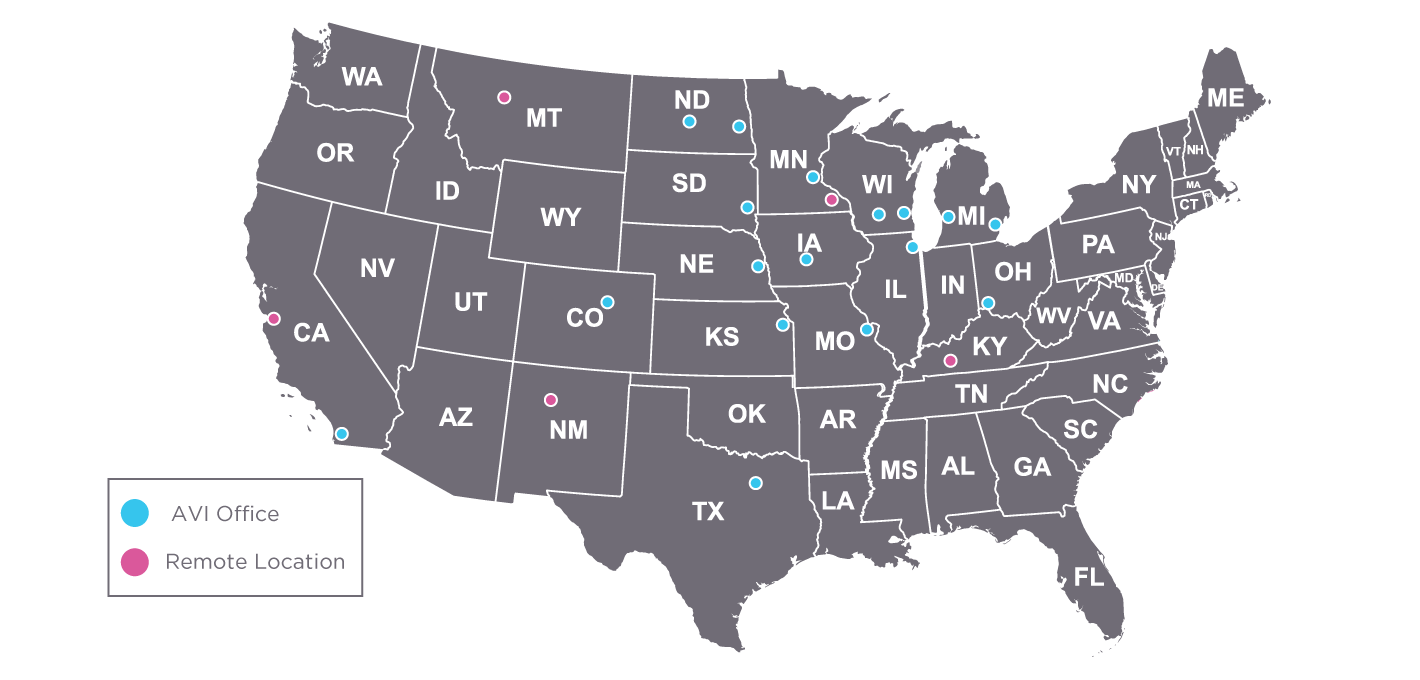 WA
MT
ND
ME
OR
MN
VT
NH
ID
SD
WI
NY
MA
WY
MI
CT
NV
NE
IA
PA
NJ
UT
CO
IL
IN
OH
MD
DE
CA
KS
MO
KY
WV
VA
AZ
NM
OK
AR
TN
NC
SC
TX
LA
MS
AL
GA
FL
AVI Office
Remote Location